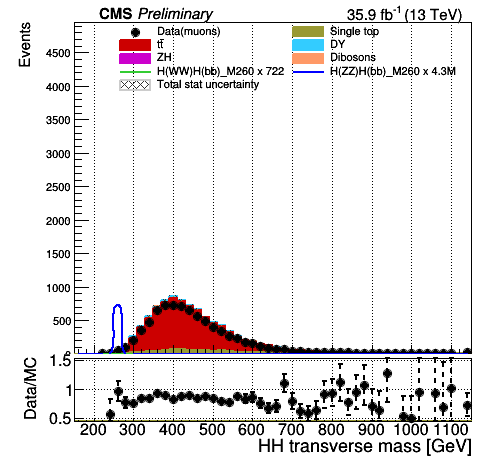 CMS Preliminary 35.9 fb⁻¹ (13 TeV)
Events
Data(muons) Single top
tt̄ DY
ZH Dibosons
H(WW)H(bb)_M260 x 722 H(ZZ)H(bb)_M260 x 4.3M
Total stat uncertainty
4500
4000
3500
3000
2500
2000
1500
1000
500
Data/MC
1.5
1
0.5
200 300 400 500 600 700 800 900 1000 1100
HH transverse mass [GeV]